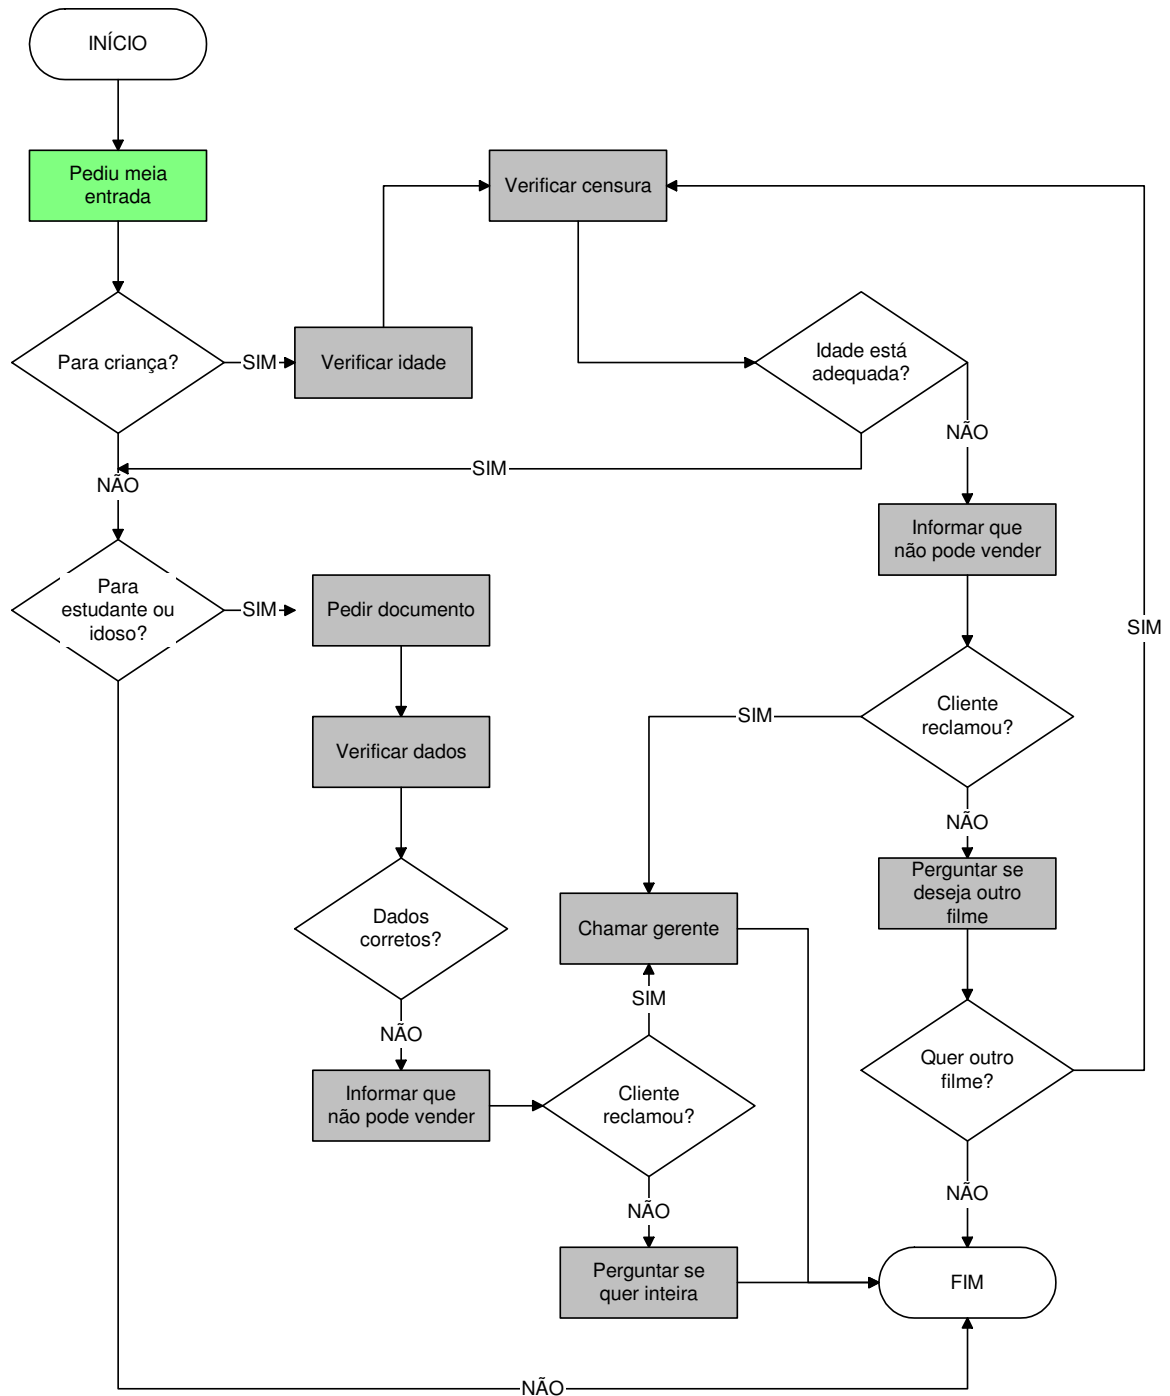 INÍCIO
Pediu meia
entrada
Verificar censura
Para criança?
SIM
Verificar idade
Idade está
adequada?
NÃO
SIM
NÃO
Informar que
não pode vender
Para
estudante ou
idoso?
SIM
Pedir documento
SIM
Cliente
reclamou?
SIM
Verificar dados
NÃO
Perguntar se
deseja outro
filme
Dados
corretos?
Chamar gerente
SIM
NÃO
Quer outro
filme?
Informar que
não pode vender
Cliente
reclamou?
NÃO
NÃO
Perguntar se
quer inteira
FIM
NÃO